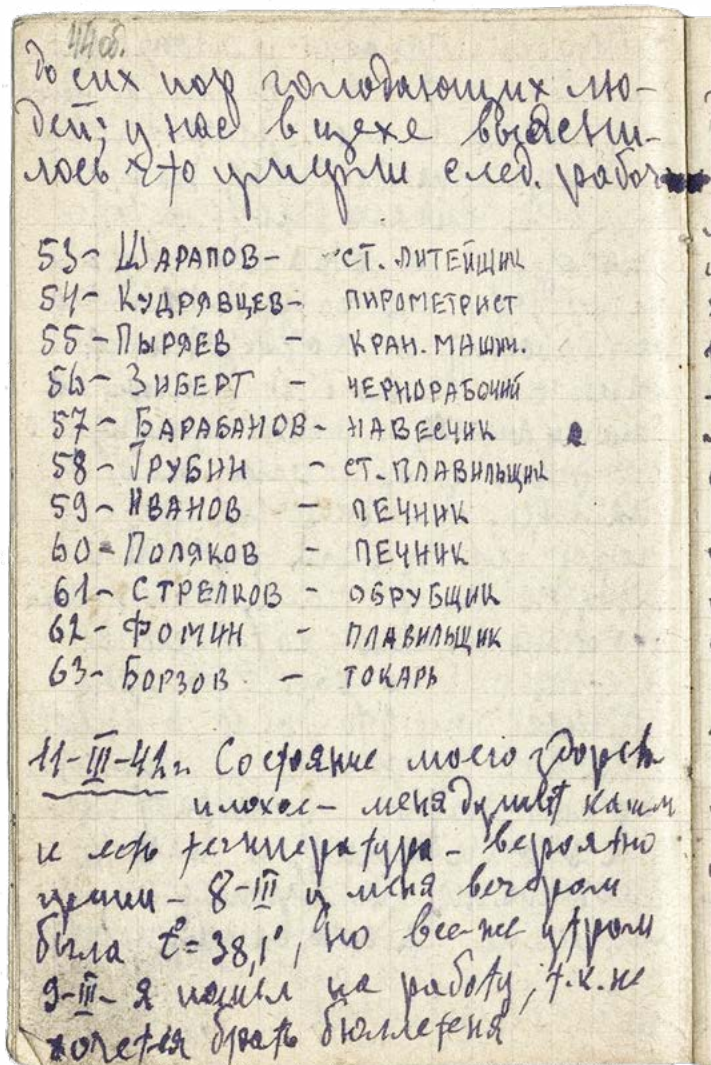 44об.
До сих пор голодающих лю-
дей; у нас в цехе выясни-
лось что умерли след. рабоч
53- Шарапов- ст. литейщик
54- Кудрявцев- пирометрист
55- Пыряев - кран. машин.
56- Зиберт - чернорабочий
57- Барабанов- навесчик
58- Трубин - ст. плавильщик
59- Иванов - печник
60- Поляков - печник
61- Стрелков - обрубщик
62- Фомин - плавильщик
63- Борзов - токарь
11-III-42г. Состояние моего здоровь
плохое- меня душит кашель
и есть температура- вероятно
грипп- 8-III у меня вечером
была t°=38,1°, но все-же утром
9-III- я пошел на работу, т.к. не
хочется брать бюллетеня